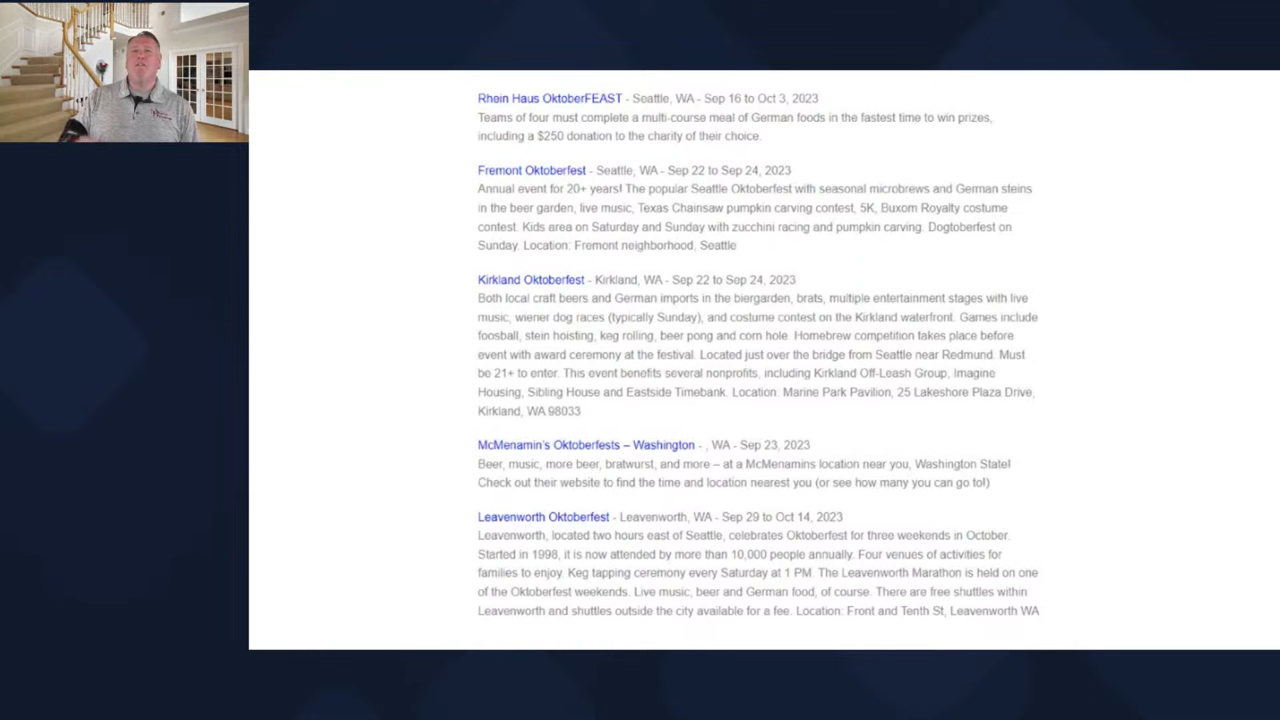 Rhein Haus OktoberFEAST - Seattle, WA - Sep 16 to Oct 3, 2023
Teams of four must complete a multi-course meal of German foods in the fastest time to win prizes,
including a $250 donation to the charity of their choice.
Fremont Oktoberfest - Seattle, WA - Sep 22 to Sep 24, 2023
Annual event for 20+ years! The popular Seattle Oktoberfest with seasonal microbrews and German steins
in the beer garden, live music, Texas Chainsaw pumpkin carving contest, 5K, Buxom Royalty costume
contest. Kids area on Saturday and Sunday with zucchini racing and pumpkin carving. Dogtoberfest on
Sunday. Location: Fremont neighborhood, Seattle
Kirkland Oktoberfest - Kirkland, WA - Sep 22 to Sep 24, 2023
Both local craft beers and German imports in the biergarden, brats, multiple entertainment stages with live
music, wiener dog races (typically Sunday), and costume contest on the Kirkland waterfront. Games include
foosball, stein hoisting, keg rolling, beer pong and corn hole. Homebrew competition takes place before
event with award ceremony at the festival. Located just over the bridge from Seattle near Redmund. Must
be 21+ to enter. This event benefits several nonprofits, including Kirkland Off-Leash Group, Imagine
Housing, Sibling House and Eastside Timebank. Location: Marine Park Pavilion, 25 Lakeshore Plaza Drive,
Kirkland, WA 98033
McMenamin's Oktoberfests – Washington - , WA - Sep 23, 2023
Beer, music, more beer, bratwurst, and more – at a McMenamins location near you, Washington State!
Check out their website to find the time and location nearest you (or see how many you can go to!)
Leavenworth Oktoberfest - Leavenworth, WA - Sep 29 to Oct 14, 2023
Leavenworth, located two hours east of Seattle, celebrates Oktoberfest for three weekends in October.
Started in 1998, it is now attended by more than 10,000 people annually. Four venues of activities for
families to enjoy. Keg tapping ceremony every Saturday at 1 PM. The Leavenworth Marathon is held on one
of the Oktoberfest weekends. Live music, beer and German food, of course. There are free shuttles within
Leavenworth and shuttles outside the city available for a fee. Location: Front and Tenth St, Leavenworth WA